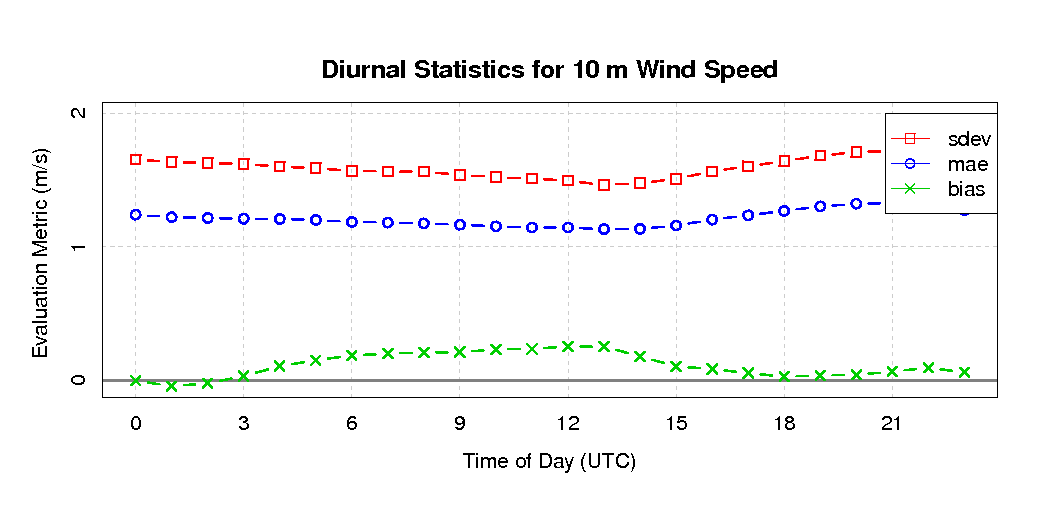 Diurnal Statistics for 10 m Wind Speed
Evaluation Metric (m/s)
2
1
0
sdev
mae
bias
0 3 6 9 12 15 18 21
Time of Day (UTC)